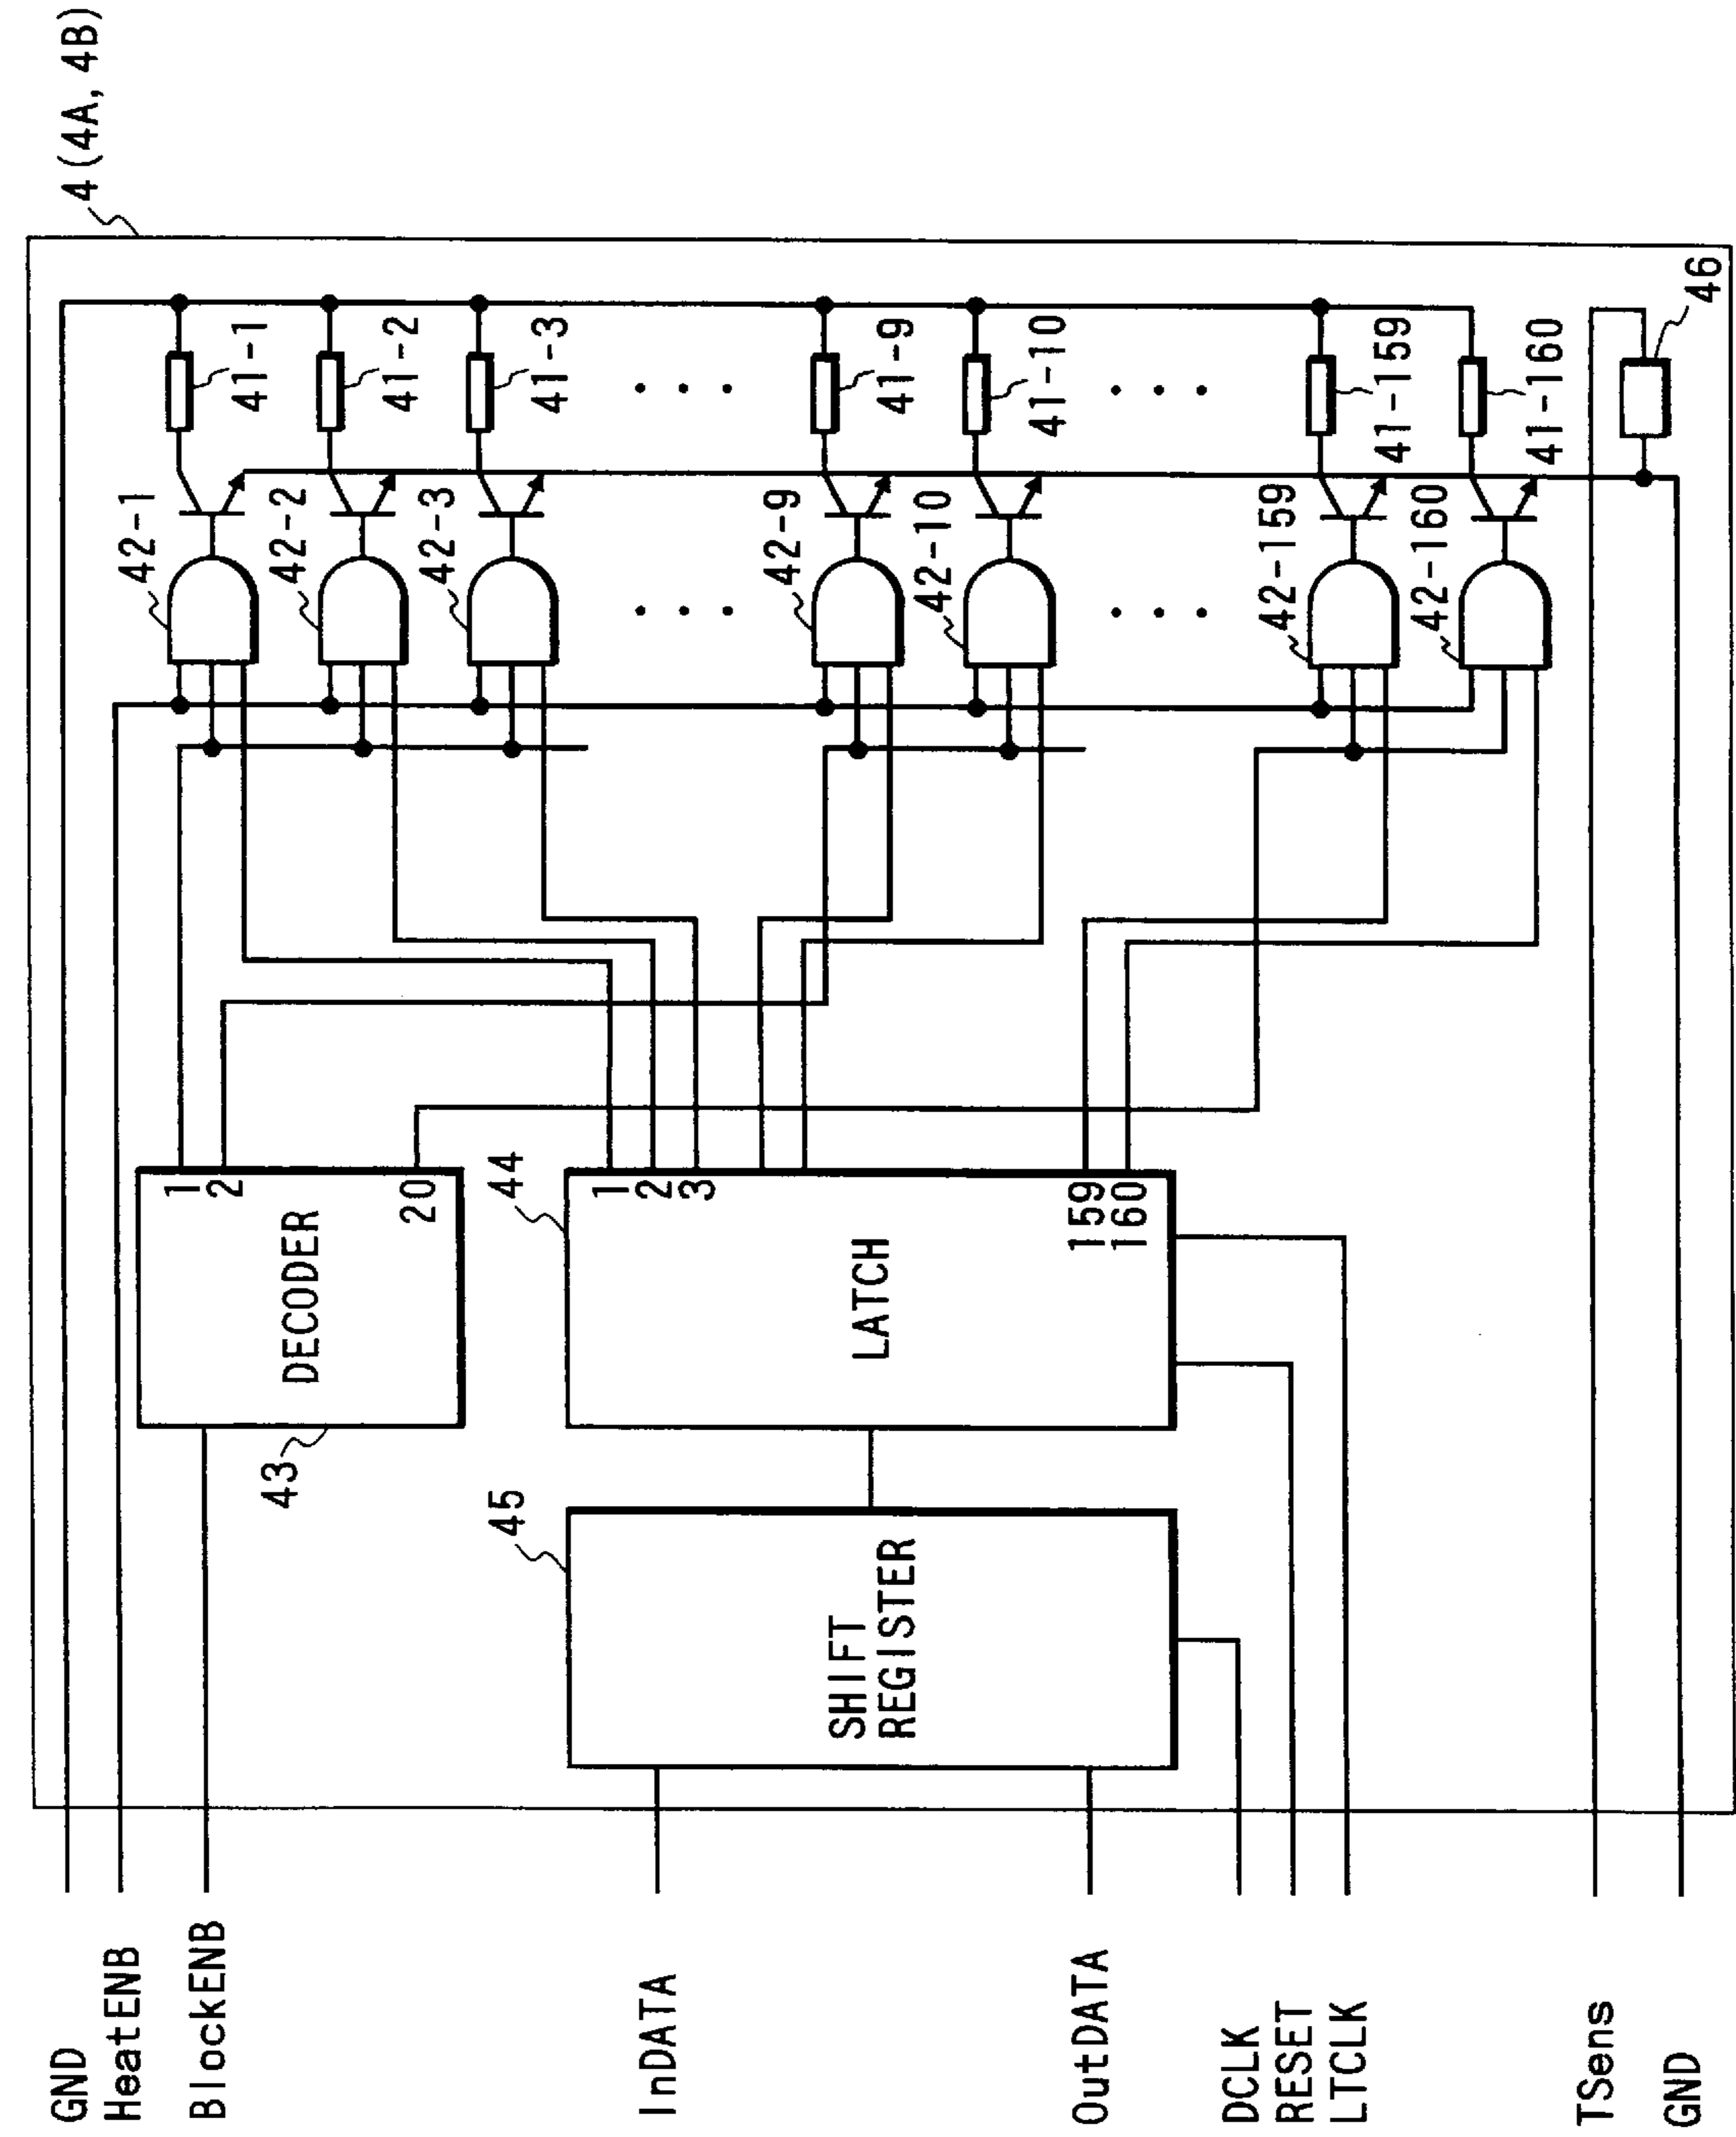 4(4A, 4B)
GND
HeatENB
BlockENB
InDATA
OutDATA
DCLK
RESET
LTCLK
TSens
GND
43
DECODER
1
2
20
45
SHIFT
REGISTER
44
LATCH
1
2
3
159
160
42-1
42-2
42-3
42-9
42-10
42-159
42-160
41-1
41-2
41-3
41-9
41-10
41-159
41-160
46